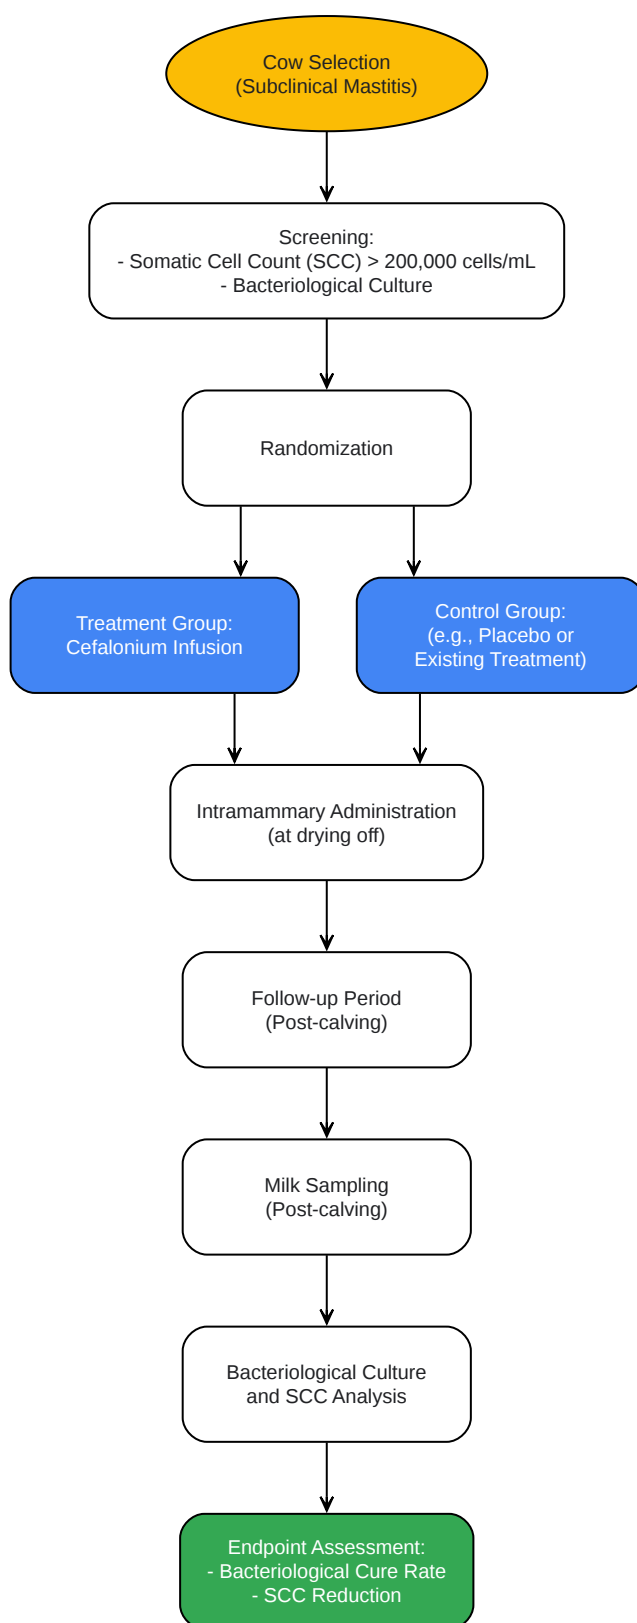 Cow Selection
(Subclinical Mastitis)
Screening:
- Somatic Cell Count (SCC) > 200,000 cells/mL
- Bacteriological Culture
Randomization
Treatment Group:
Cefalonium Infusion
Control Group:
(e.g., Placebo or
Existing Treatment)
Intramammary Administration
(at drying off)
Follow-up Period
(Post-calving)
Milk Sampling
(Post-calving)
Bacteriological Culture
and SCC Analysis
Endpoint Assessment:
- Bacteriological Cure Rate
- SCC Reduction